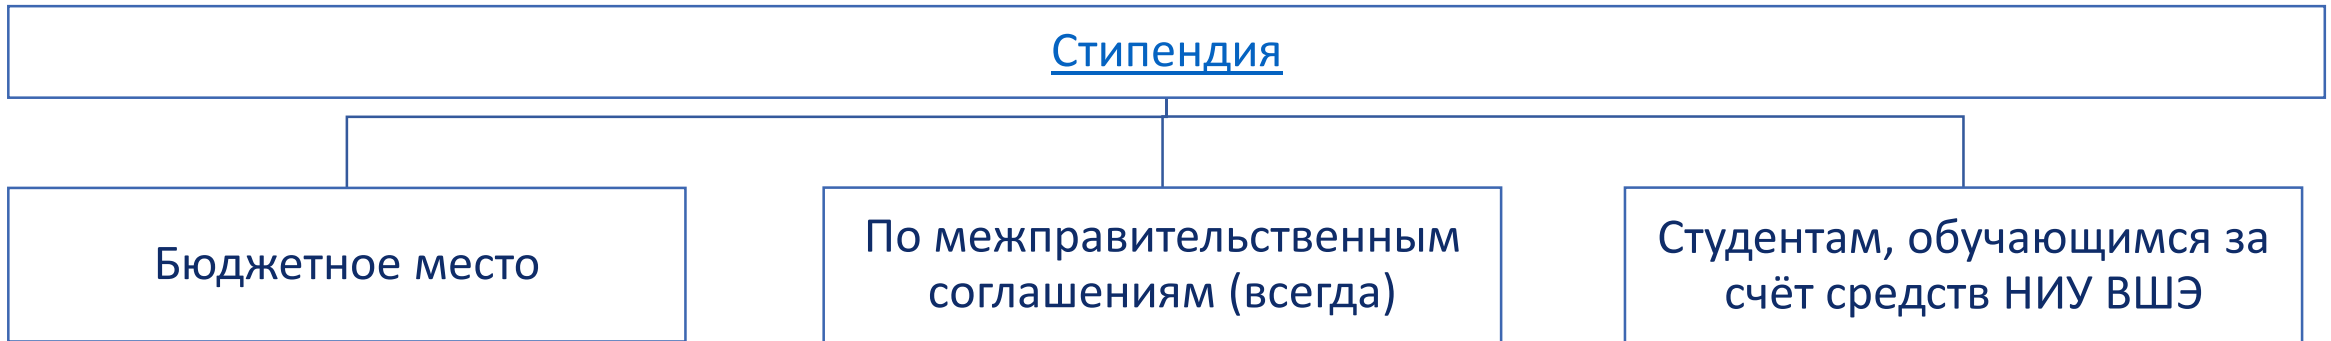 Стипендия
Бюджетное место
По межправительственным
соглашениям (всегда)
Студентам, обучающимся за
счёт средств НИУ ВШЭ